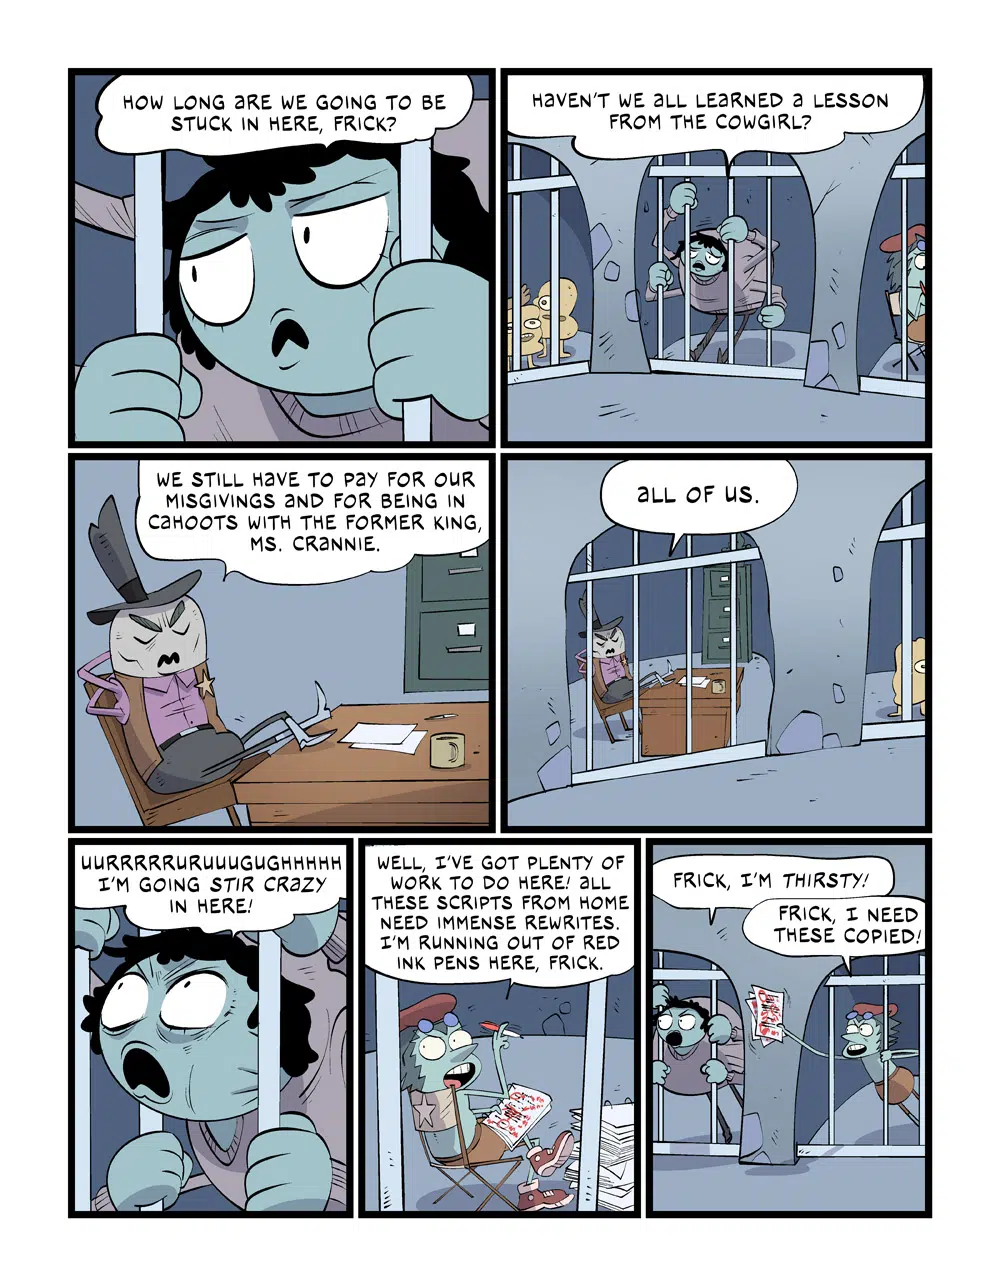 HOW LONG ARE WE GOING TO BE
STUCK IN HERE, FRICK?
HAVEN'T WE ALL LEARNED A LESSON
FROM THE COWGIRL?
WE STILL HAVE TO PAY FOR OUR
MISGIVINGS AND FOR BEING IN
CAHOOTS WITH THE FORMER KING,
MS. CRANNIE.
ALL OF US.
UURRRRRURUUUGUGHHHHH
I'M GOING STIR CRAZY
IN HERE!
WELL, I'VE GOT PLENTY OF
WORK TO DO HERE! ALL
THESE SCRIPTS FROM HOME
NEED IMMENSE REWRITES.
I'M RUNNING OUT OF RED
INK PENS HERE, FRICK.
FRICK, I'M THIRSTY!
FRICK, I NEED
THESE COPIED!